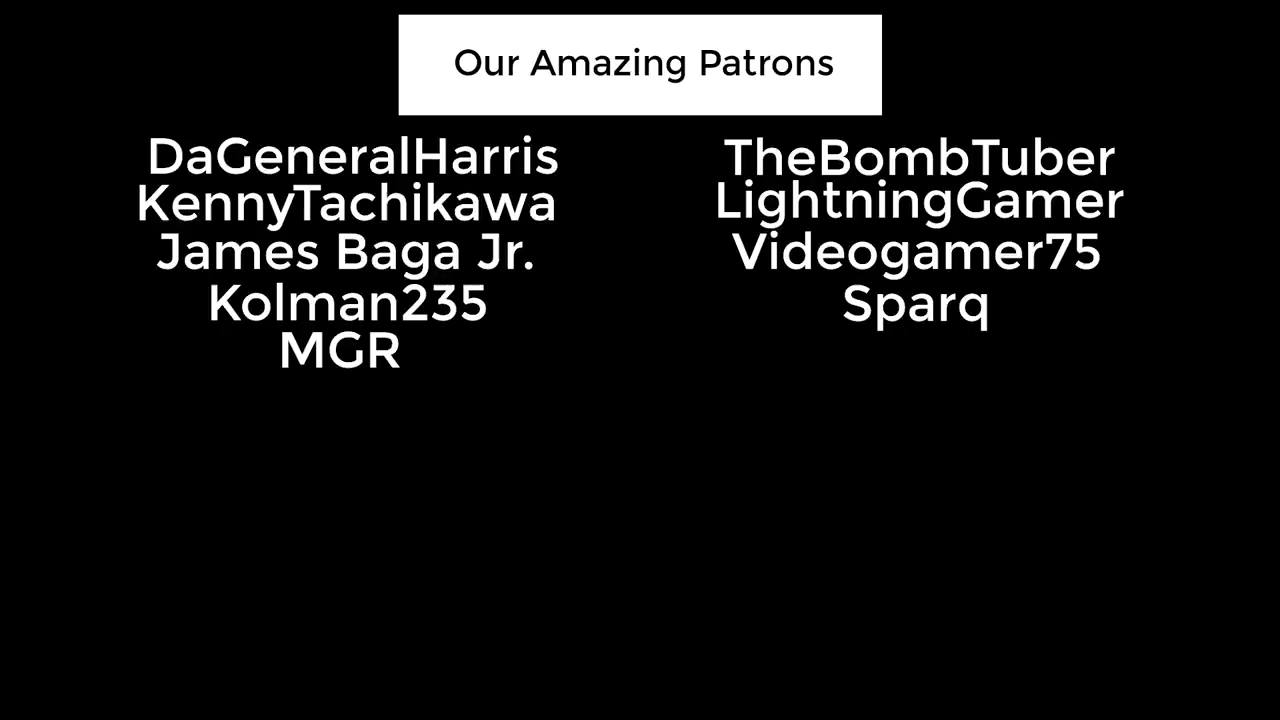 Our Amazing Patrons
DaGeneralHarris
KennyTachikawa
James Baga Jr.
Kolman235
MGR
TheBombTuber
LightningGamer
Videogamer75
Sparq